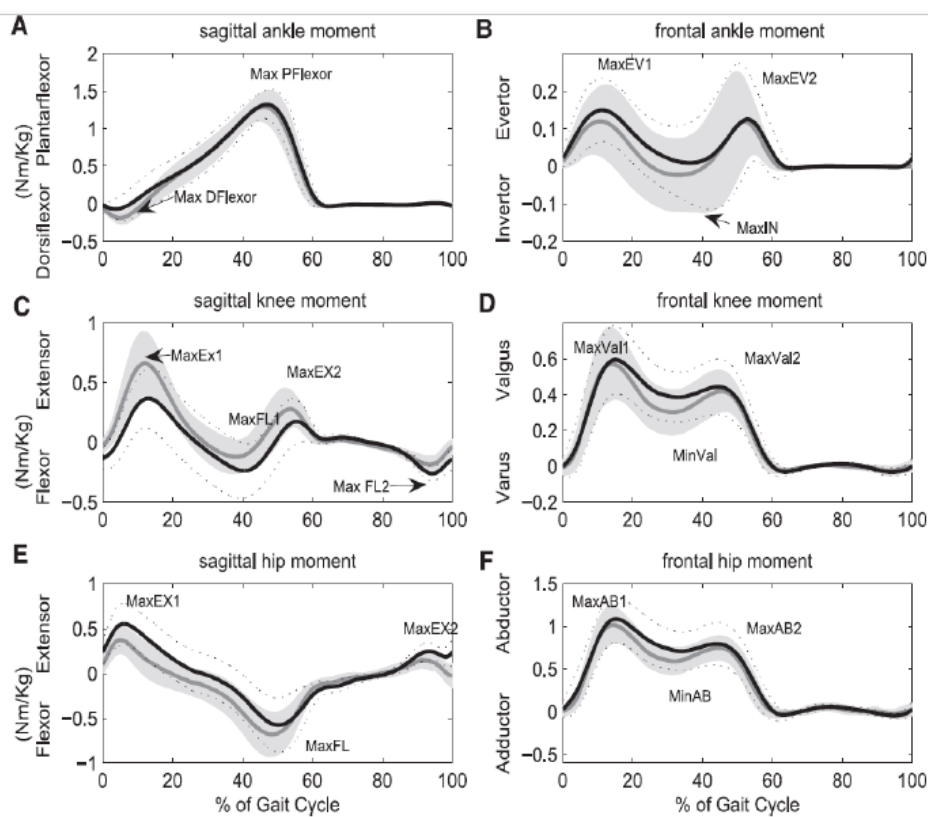 A
sagittal ankle moment
(Nm/Kg)
Dorsiflexor Plantarflexor
2
1.5
1
0.5
0
−0.5
Max PFlexor
Max DFlexor
0 20 40 60 80 100
B
frontal ankle moment
Invertor Evertor
0.2
0.1
0
−0.1
−0.2
MaxEV1
MaxEV2
MaxIN
0 20 40 60 80 100
C
sagittal knee moment
(Nm/Kg)
Flexor Extensor
1
0.5
0
−0.5
MaxEx1
MaxEX2
MaxFL1
Max FL2
0 20 40 60 80 100
D
frontal knee moment
Varus Valgus
0.6
0.4
0.2
0
−0.2
MaxVal1
MaxVal2
MinVal
0 20 40 60 80 100
E
sagittal hip moment
(Nm/Kg)
Flexor Extensor
1
0.5
0
−0.5
−1
MaxEX1
MaxEX2
MaxFL
0 20 40 60 80 100
% of Gait Cycle
F
frontal hip moment
Adductor Abductor
1.5
1
0.5
0
−0.5
MaxAB1
MaxAB2
MinAB
0 20 40 60 80 100
% of Gait Cycle